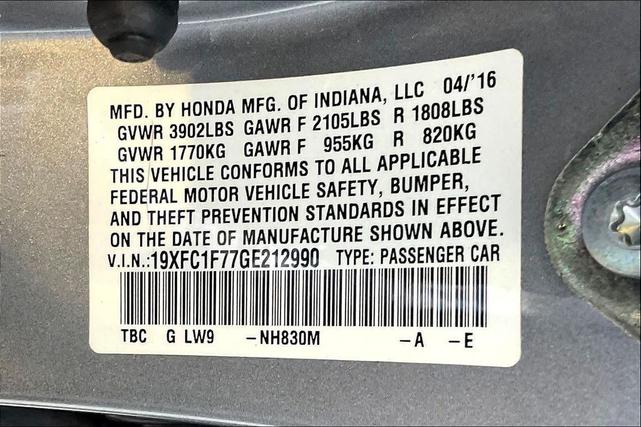 MFD. BY HONDA MFG. OF INDIANA, LLC 04/'16
GVWR 3902LBS GAWR F 2105LBS R 1808LBS
GVWR 1770KG GAWR F 955KG R 820KG
THIS VEHICLE CONFORMS TO ALL APPLICABLE
FEDERAL MOTOR VEHICLE SAFETY, BUMPER,
AND THEFT PREVENTION STANDARDS IN EFFECT
ON THE DATE OF MANUFACTURE SHOWN ABOVE.
V.I.N.:19XFC1F77GE212990 TYPE: PASSENGER CAR
TBC G LW9 -NH830M -A -E